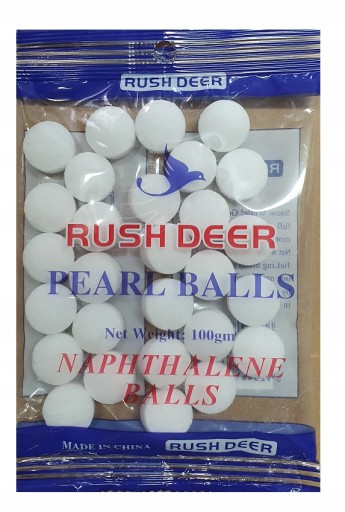 RUSH DEER
RUSH DEER
PEARL BALLS
Net Weight: 100gm
NAPHTHALENE
BALLS
MADE IN CHINA
RUSH DEER